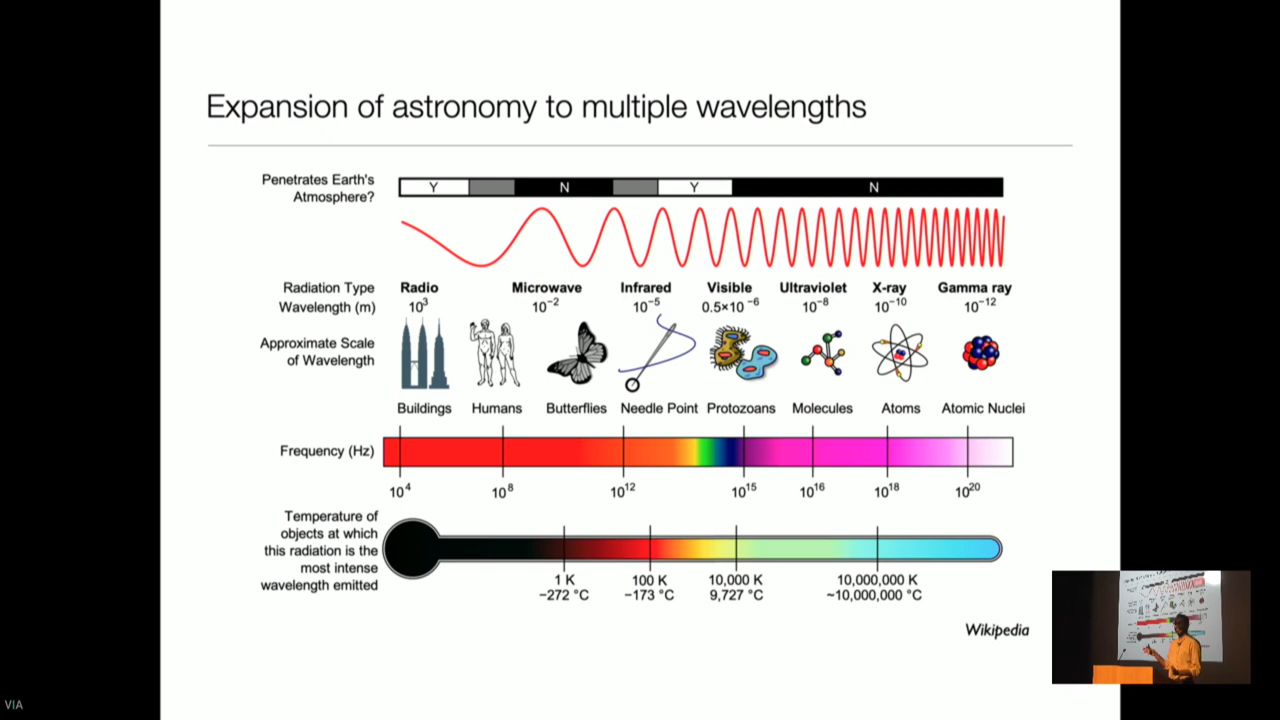 Expansion of astronomy to multiple wavelengths
Penetrates Earth's
Atmosphere?
Y N Y N
Radiation Type Radio Microwave Infrared Visible Ultraviolet X-ray Gamma ray
Wavelength (m) 10³ 10⁻² 10⁻⁵ 0.5×10⁻⁶ 10⁻⁸ 10⁻¹⁰ 10⁻¹²
Approximate Scale
of Wavelength
Buildings Humans Butterflies Needle Point Protozoans Molecules Atoms Atomic Nuclei
Frequency (Hz)
10⁴ 10⁸ 10¹² 10¹⁵ 10¹⁶ 10¹⁸ 10²⁰
Temperature of
objects at which
this radiation is the
most intense
wavelength emitted
1 K 100 K 10,000 K 10,000,000 K
−272 °C −173 °C 9,727 °C ~10,000,000 °C
Wikipedia
VIA